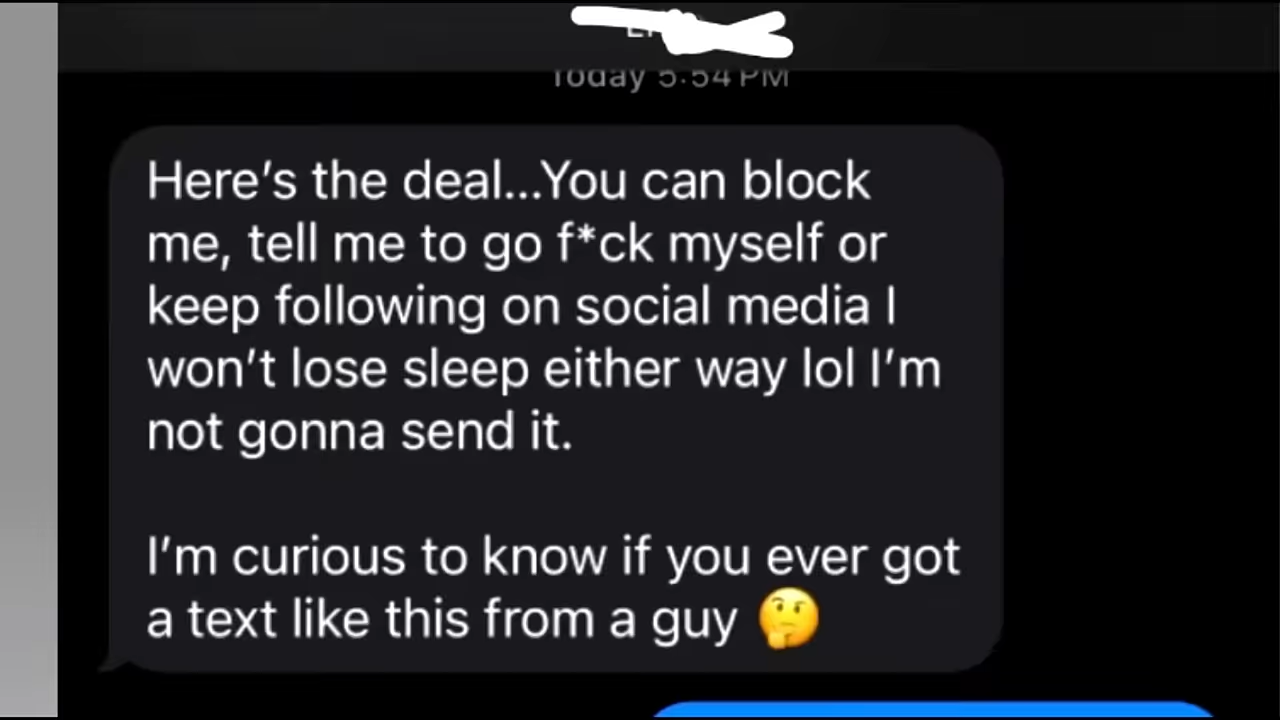 Today 5:54 PM
Here’s the deal...You can block
me, tell me to go f*ck myself or
keep following on social media I
won’t lose sleep either way lol I’m
not gonna send it.
I’m curious to know if you ever got
a text like this from a guy 🤔